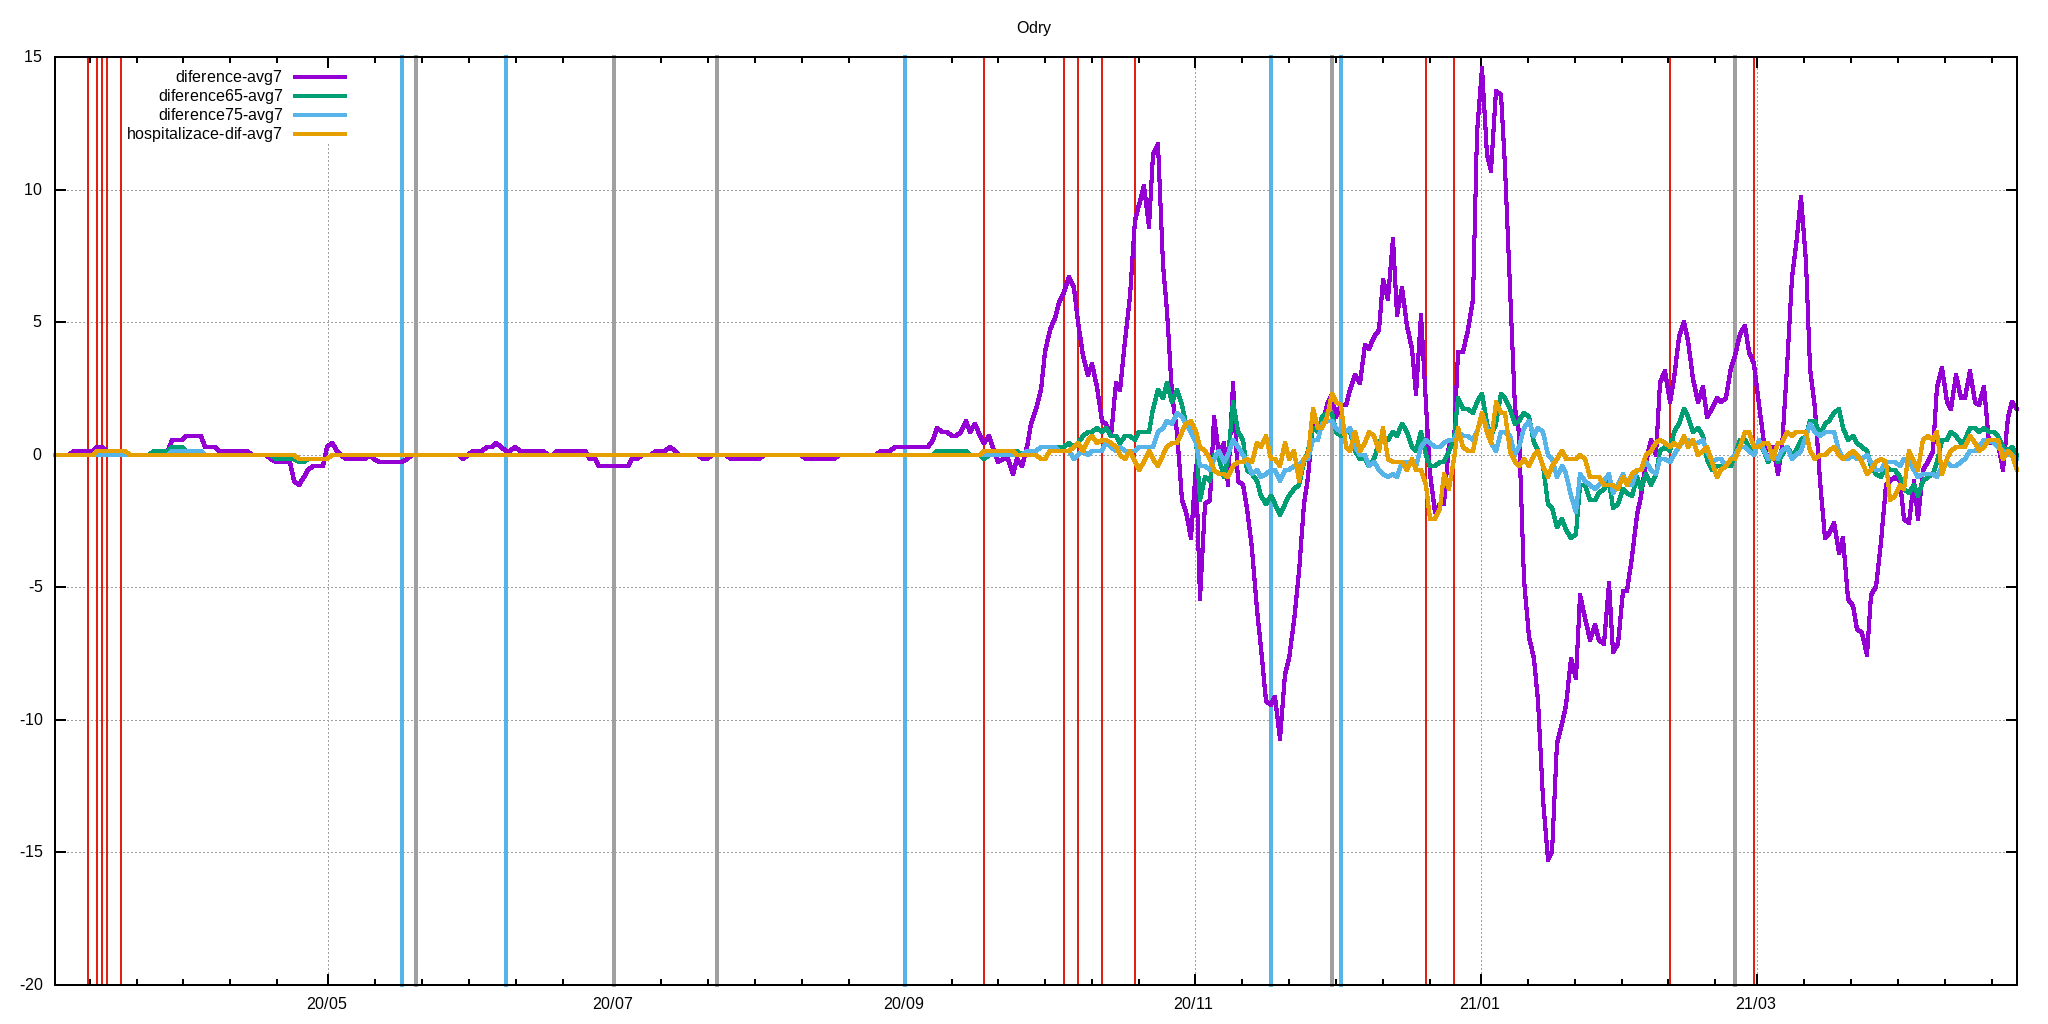 Odry
15
diference-avg7
diference65-avg7
diference75-avg7
hospitalizace-dif-avg7
10
5
0
-5
-10
-15
-20
20/05 20/07 20/09 20/11 21/01 21/03